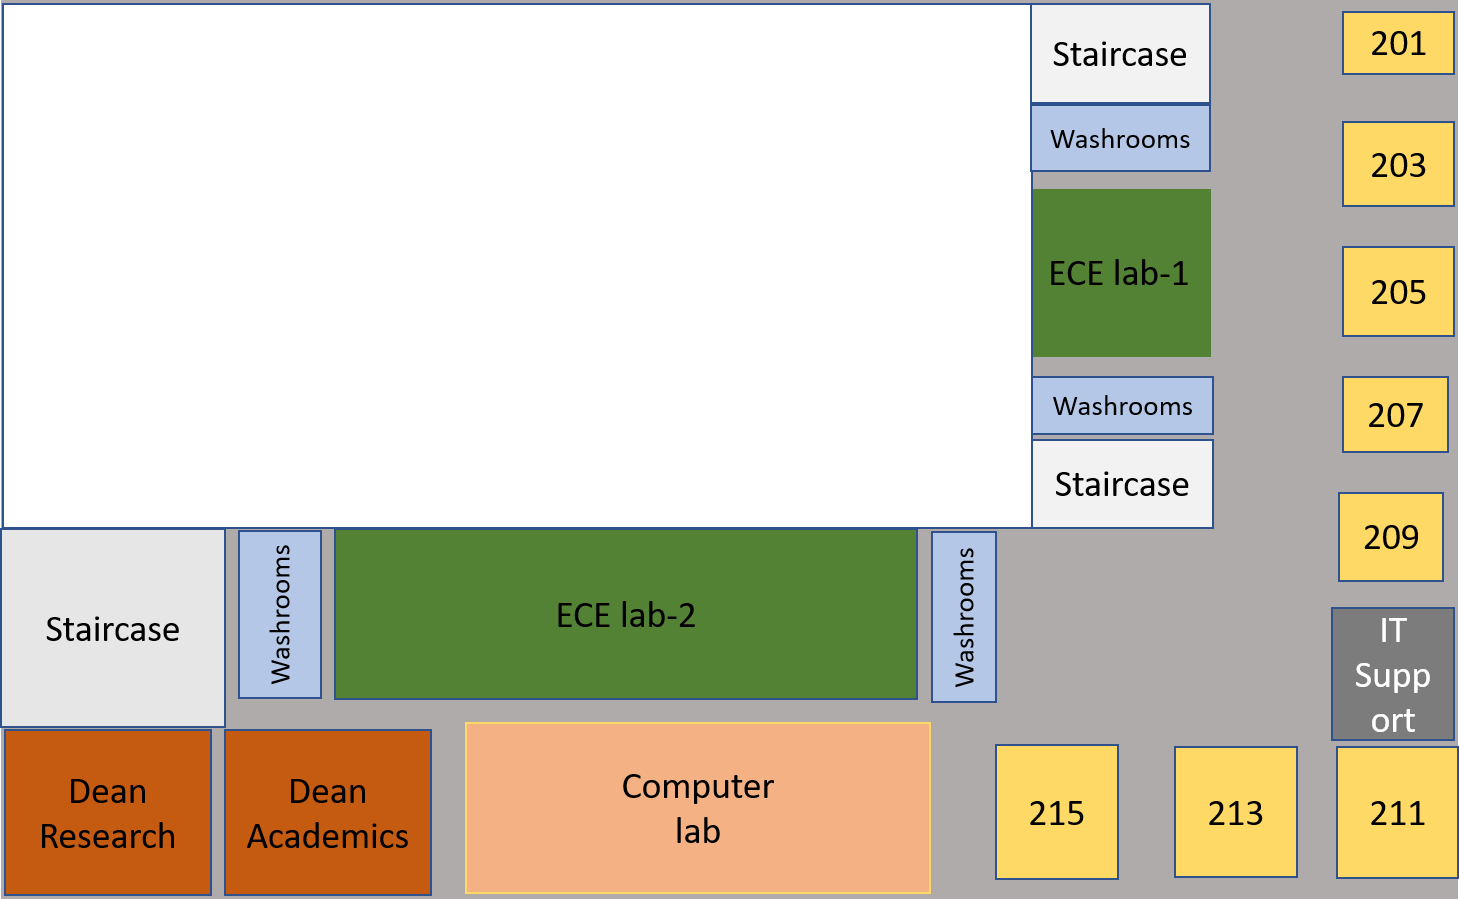 Staircase
201
Washrooms
203
ECE lab-1
205
Washrooms
207
Staircase
209
Staircase
Washrooms
ECE lab-2
Washrooms
IT
Supp
ort
Dean
Research
Dean
Academics
Computer
lab
215
213
211